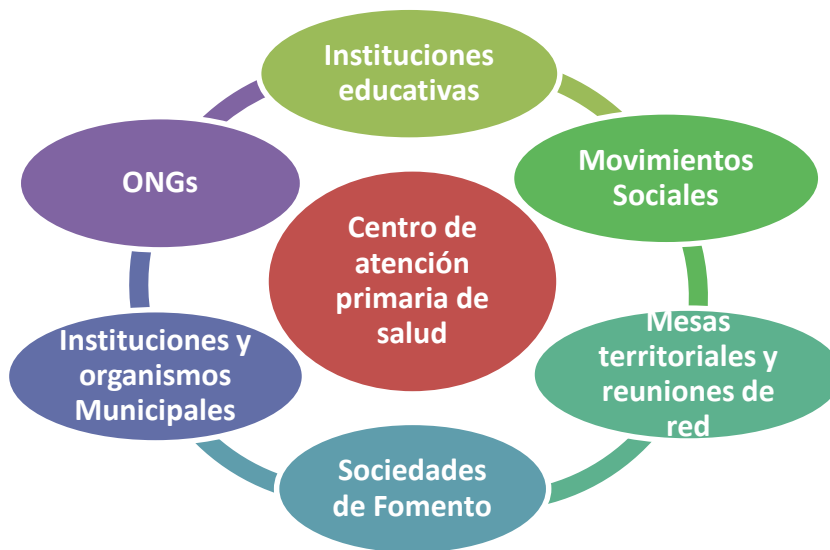 Instituciones
educativas
Movimientos
Sociales
Mesas
territoriales y
reuniones de
red
Sociedades
de Fomento
Instituciones y
organismos
Municipales
ONGs
Centro de
atención
primaria de
salud